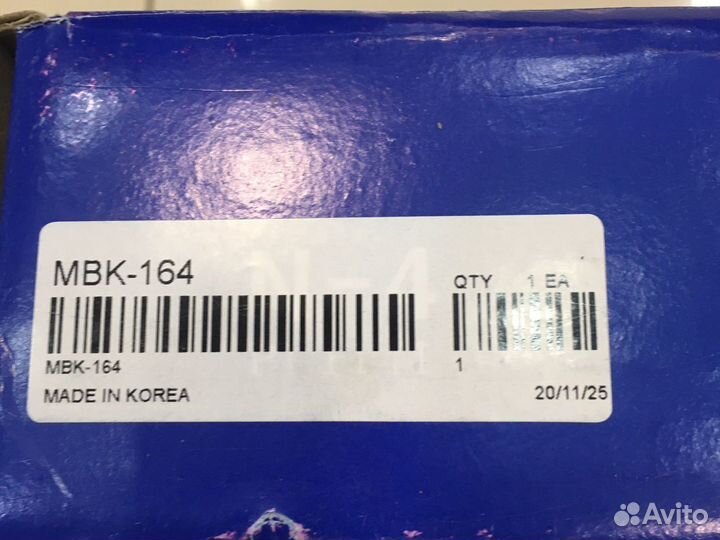 MBK-164
QTY 1 EA
MBK-164
1
MADE IN KOREA
20/11/25
Avito